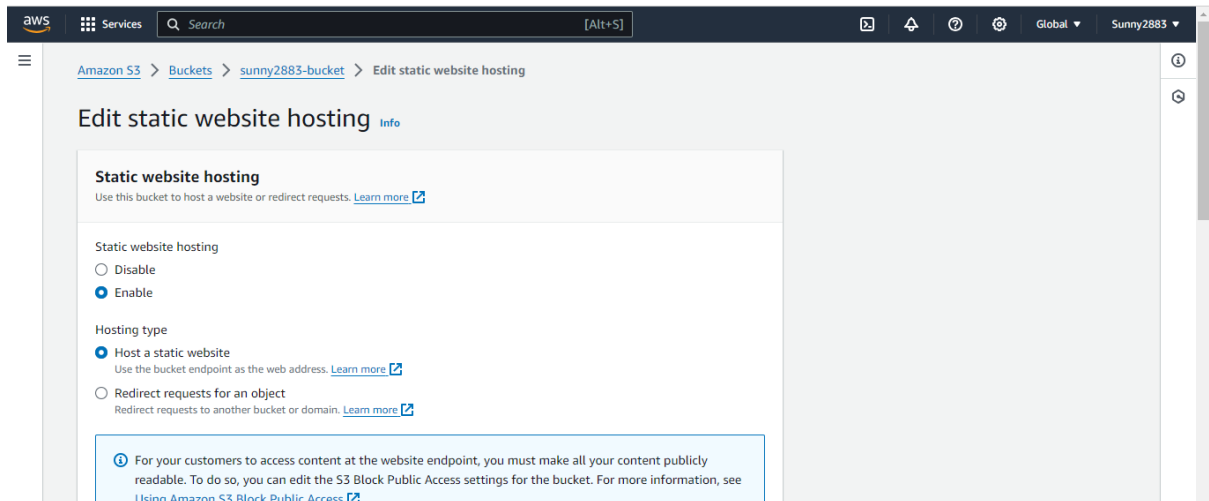 aws Services Search [Alt+S] Global Sunny2883
Amazon S3 > Buckets > sunny2883-bucket > Edit static website hosting
Edit static website hosting Info
Static website hosting
Use this bucket to host a website or redirect requests. Learn more
Static website hosting
Disable
Enable
Hosting type
Host a static website
Use the bucket endpoint as the web address. Learn more
Redirect requests for an object
Redirect requests to another bucket or domain. Learn more
For your customers to access content at the website endpoint, you must make all your content publicly
readable. To do so, you can edit the S3 Block Public Access settings for the bucket. For more information, see
Using Amazon S3 Block Public Access